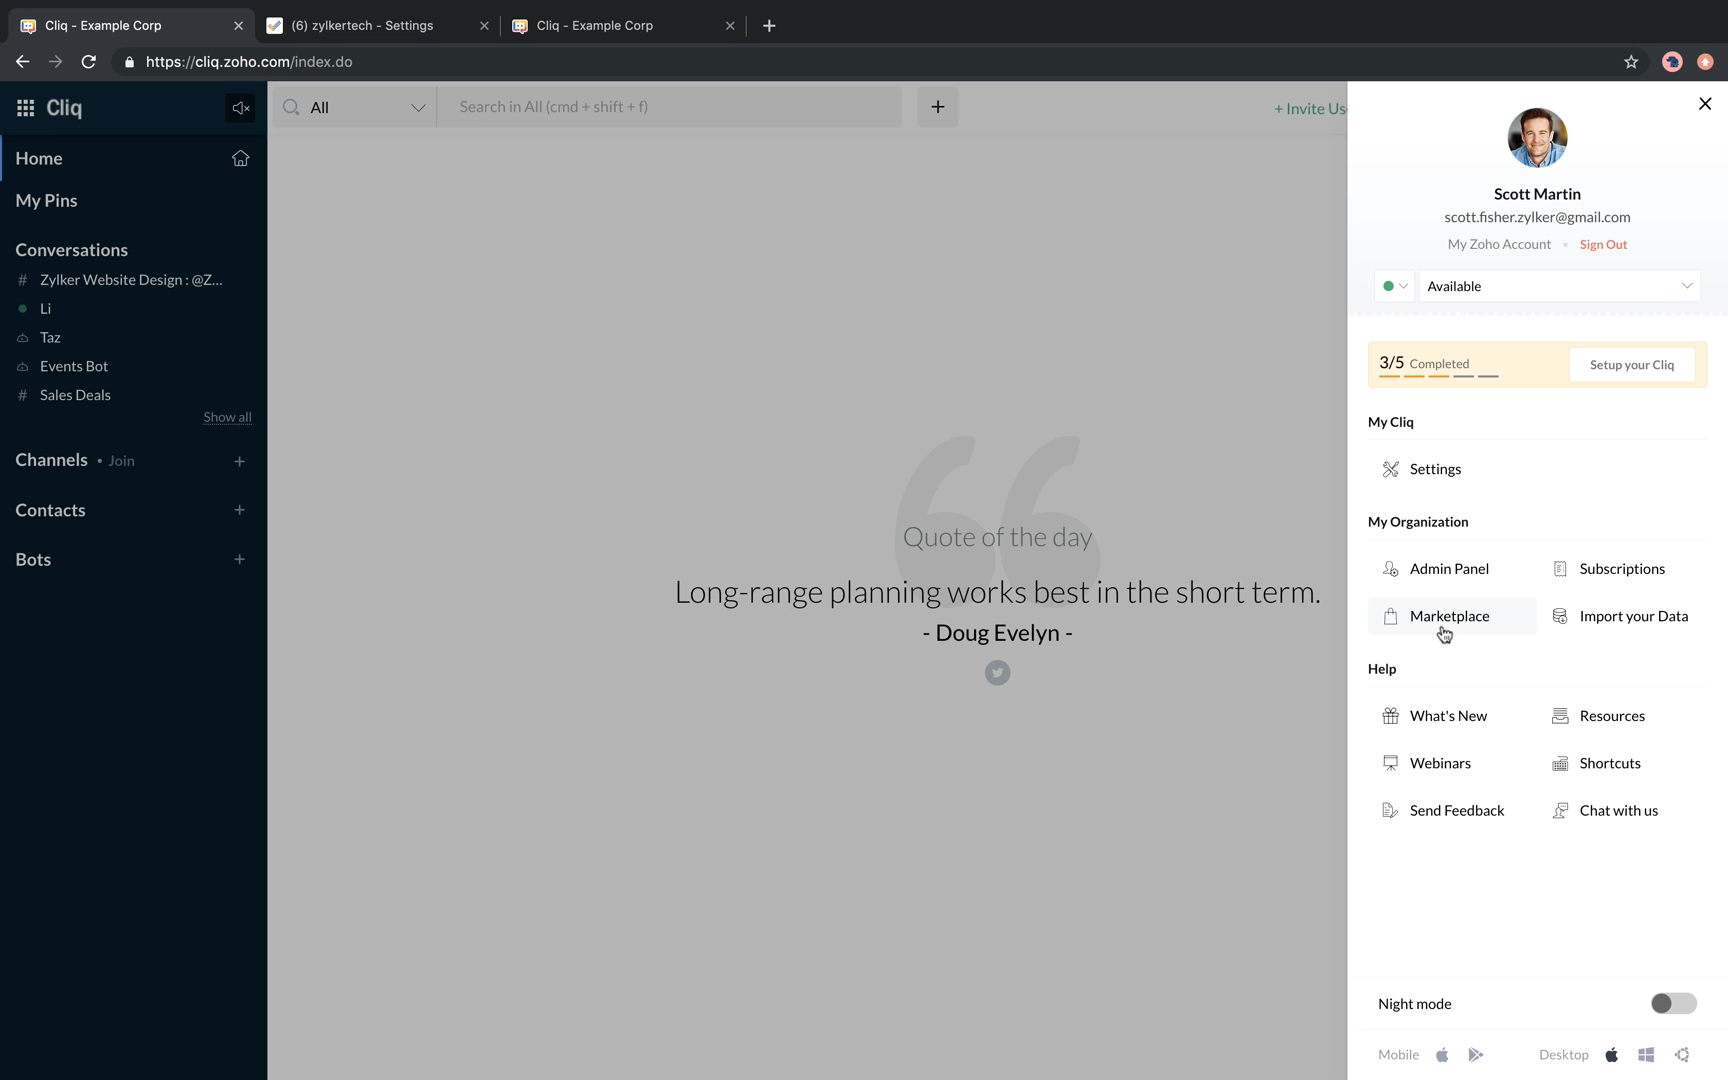 Cliq - Example Corp
(6) zylkertech - Settings
Cliq - Example Corp
https://cliq.zoho.com/index.do
Cliq
All
Search in All (cmd + shift + f)
+ Invite Us
Home
My Pins
Conversations
# Zylker Website Design : @Z...
Li
Taz
Events Bot
# Sales Deals
Show all
Channels • Join +
Contacts +
Bots +
Quote of the day
Long-range planning works best in the short term.
- Doug Evelyn -
Scott Martin
scott.fisher.zylker@gmail.com
My Zoho Account • Sign Out
Available
3/5 Completed
Setup your Cliq
My Cliq
Settings
My Organization
Admin Panel
Subscriptions
Marketplace
Import your Data
Help
What's New
Resources
Webinars
Shortcuts
Send Feedback
Chat with us
Night mode
Mobile
Desktop